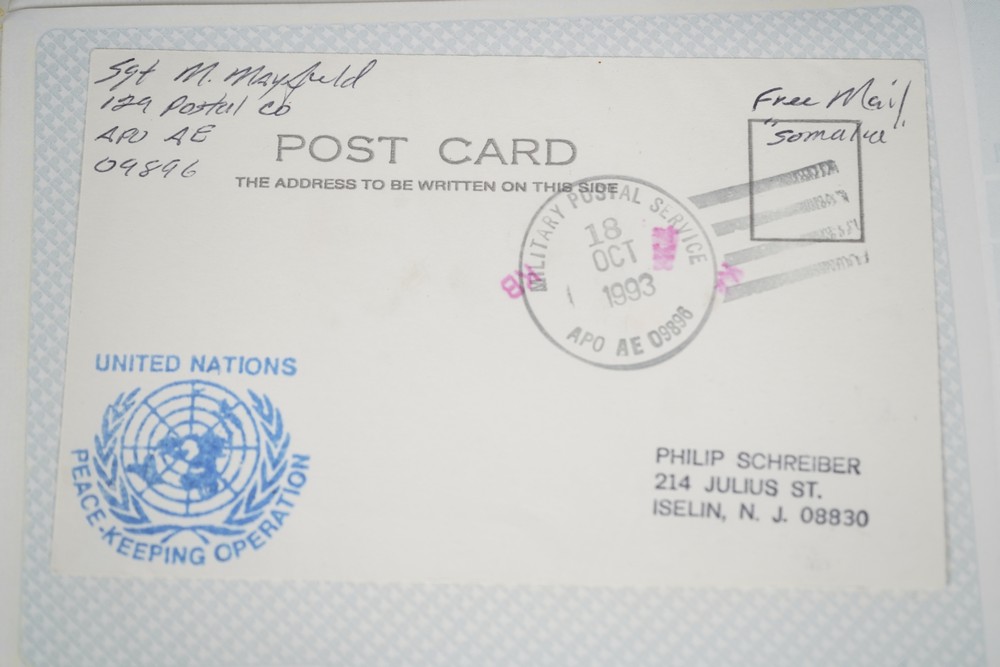 Sgt M. Mayfield
129 Postal Co
APO AE
09896
Free Mail
"Somalia"
POST CARD
THE ADDRESS TO BE WRITTEN ON THIS SIDE
MILITARY POSTAL SERVICE
18
OCT
1993
APO AE 09896
UNITED NATIONS
PEACE-KEEPING OPERATION
PHILIP SCHREIBER
214 JULIUS ST.
ISELIN, N. J. 08830